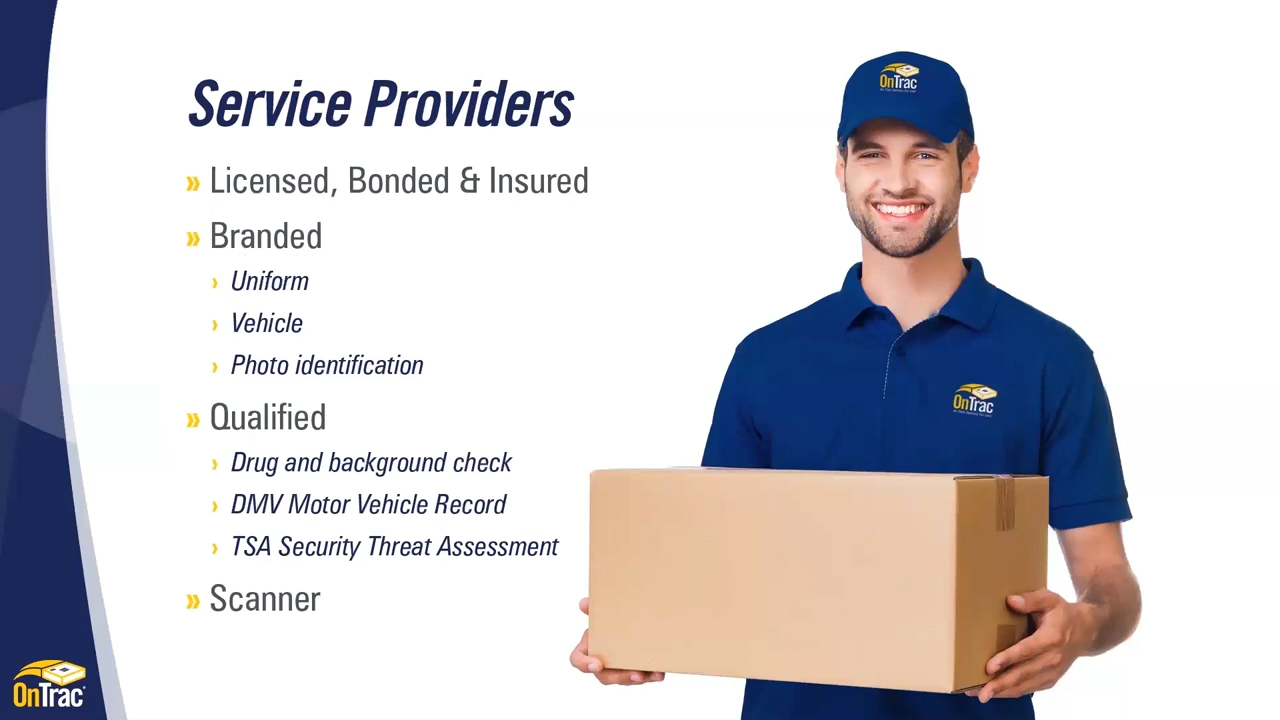 Service Providers
» Licensed, Bonded & Insured
» Branded
› Uniform
› Vehicle
› Photo identification
» Qualified
› Drug and background check
› DMV Motor Vehicle Record
› TSA Security Threat Assessment
» Scanner
OnTrac
OnTrac
OnTrac